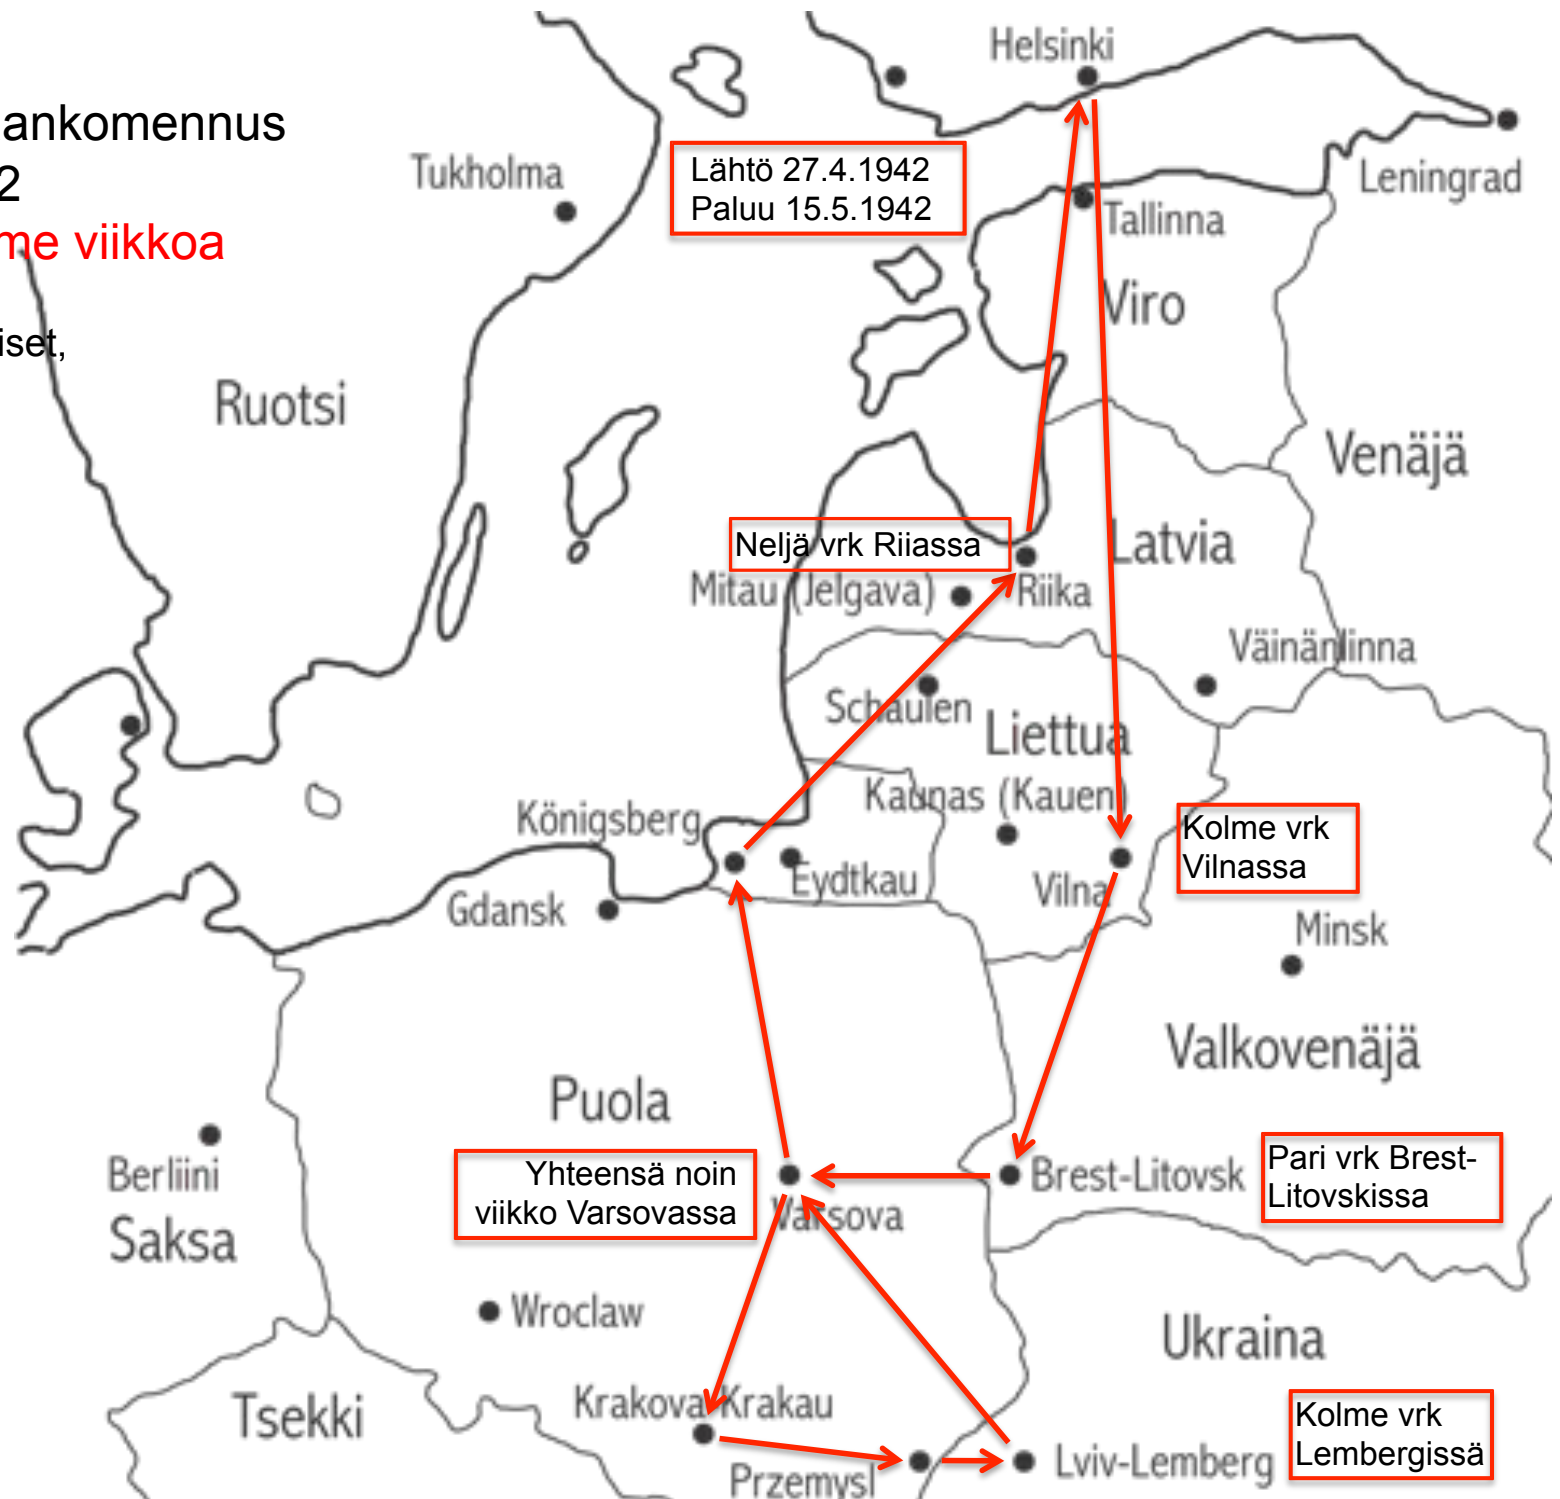 Helsinki
ankomennus
2
Tukholma
Lähtö 27.4.1942
Paluu 15.5.1942
Leningrad
Tallinna
me viikkoa
Viro
iset,
Ruotsi
Venäjä
Neljä vrk Riiassa
Latvia
Mitau (Jelgava)
Riika
Väinänlinna
Schaulen
Liettua
Kaunas (Kauen)
Königsberg
Kolme vrk
Vilnassa
Eydtkau
Vilna
Gdansk
Minsk
Valkovenäjä
Puola
Berliini
Yhteensä noin
viikko Varsovassa
Brest-Litovsk
Pari vrk Brest-
Litovskissa
Varsova
Saksa
Wroclaw
Ukraina
Tsekki
Krakova/Krakau
Kolme vrk
Lembergissä
Przemysl
Lviv-Lemberg